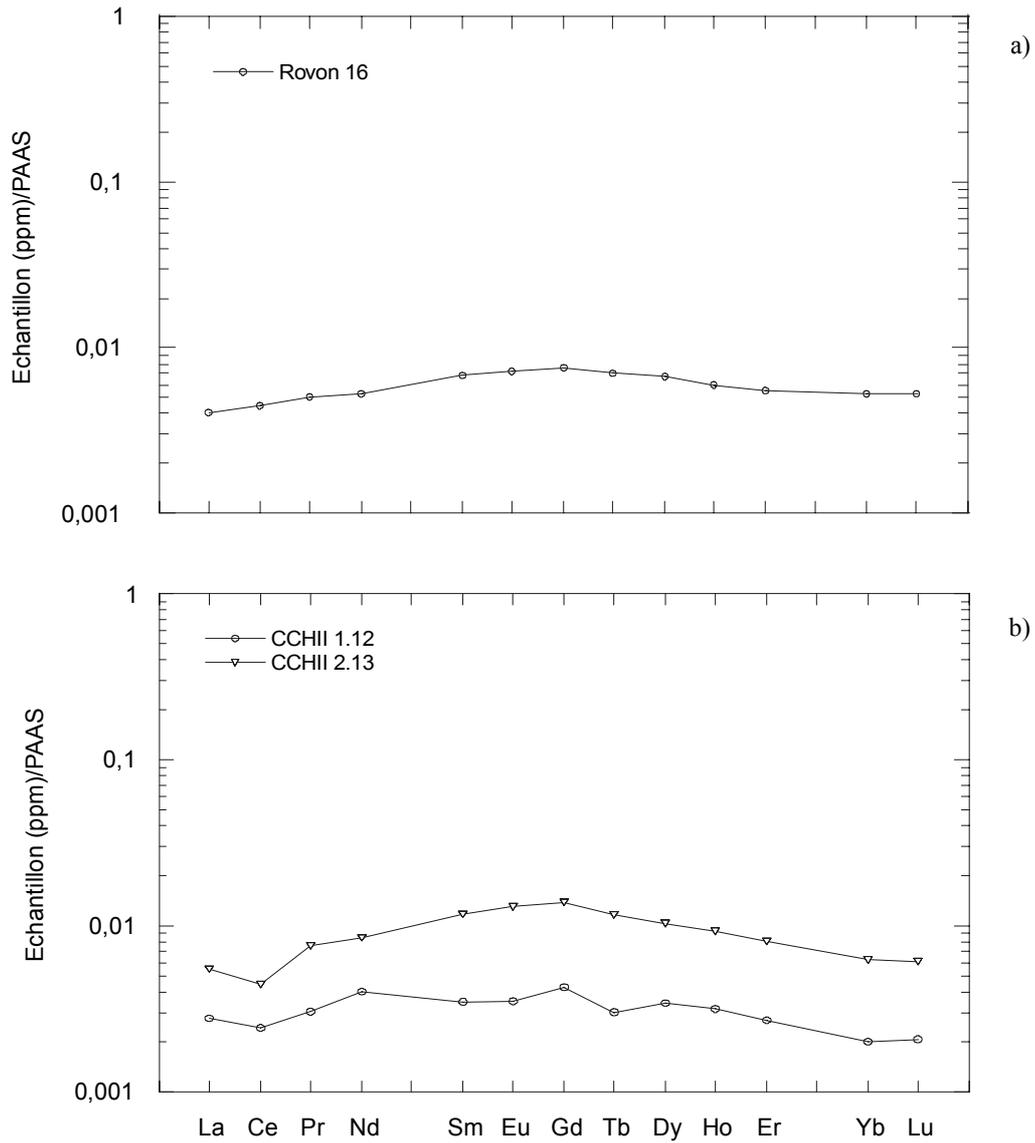 a)
1
0,1
0,01
0,001
Echantillon (ppm)/PAAS
Rovon 16
b)
1
0,1
0,01
0,001
Echantillon (ppm)/PAAS
CCHII 1.12
CCHII 2.13
La Ce Pr Nd Sm Eu Gd Tb Dy Ho Er Yb Lu